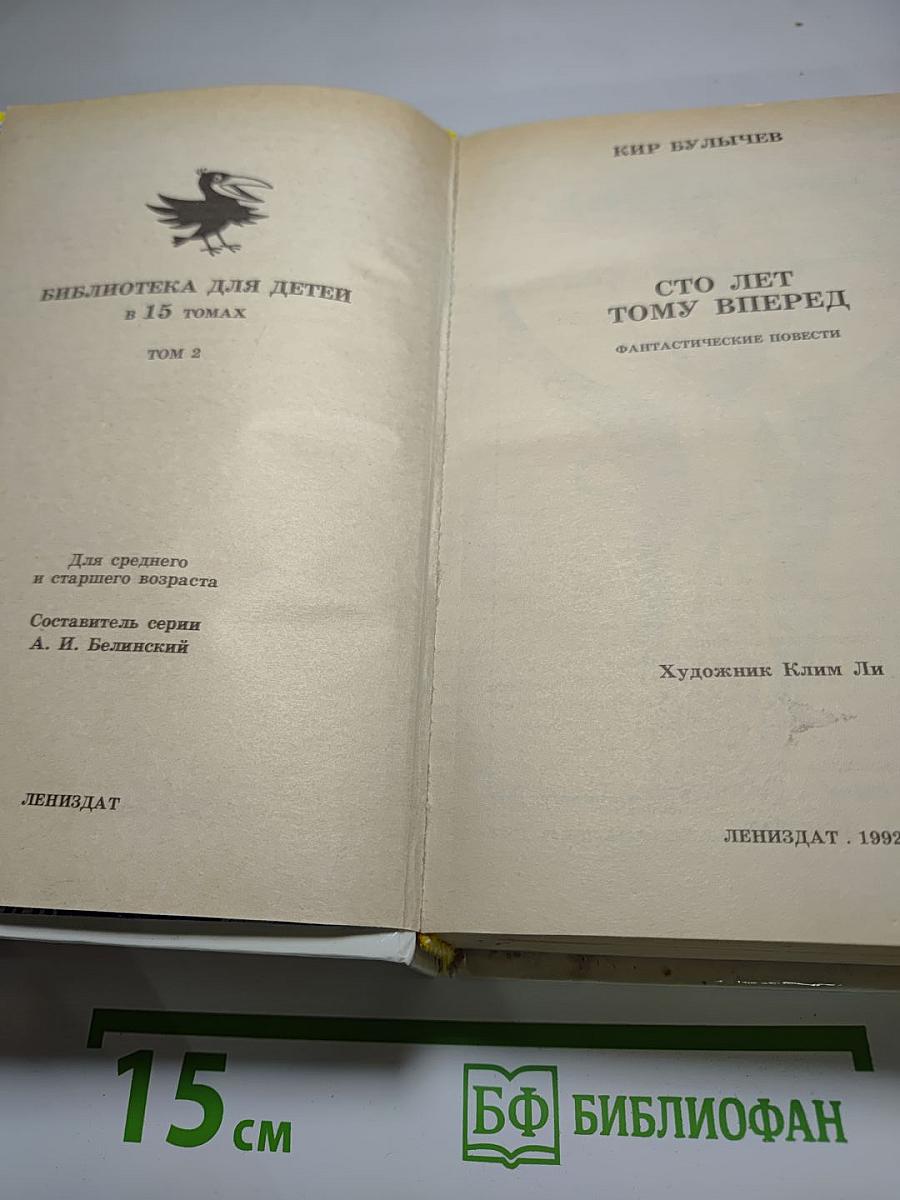 БИБЛИОТЕКА ДЛЯ ДЕТЕЙ
в 15 томах
ТОМ 2
Для среднего
и старшего возраста
Составитель серии
А. И. Белинский
ЛЕНИЗДАТ
КИР БУЛЫЧЕВ
СТО ЛЕТ
ТОМУ ВПЕРЕД
ФАНТАСТИЧЕСКИЕ ПОВЕСТИ
Художник Клим Ли
ЛЕНИЗДАТ . 1992
15 см
БФ БИБЛИОФАН